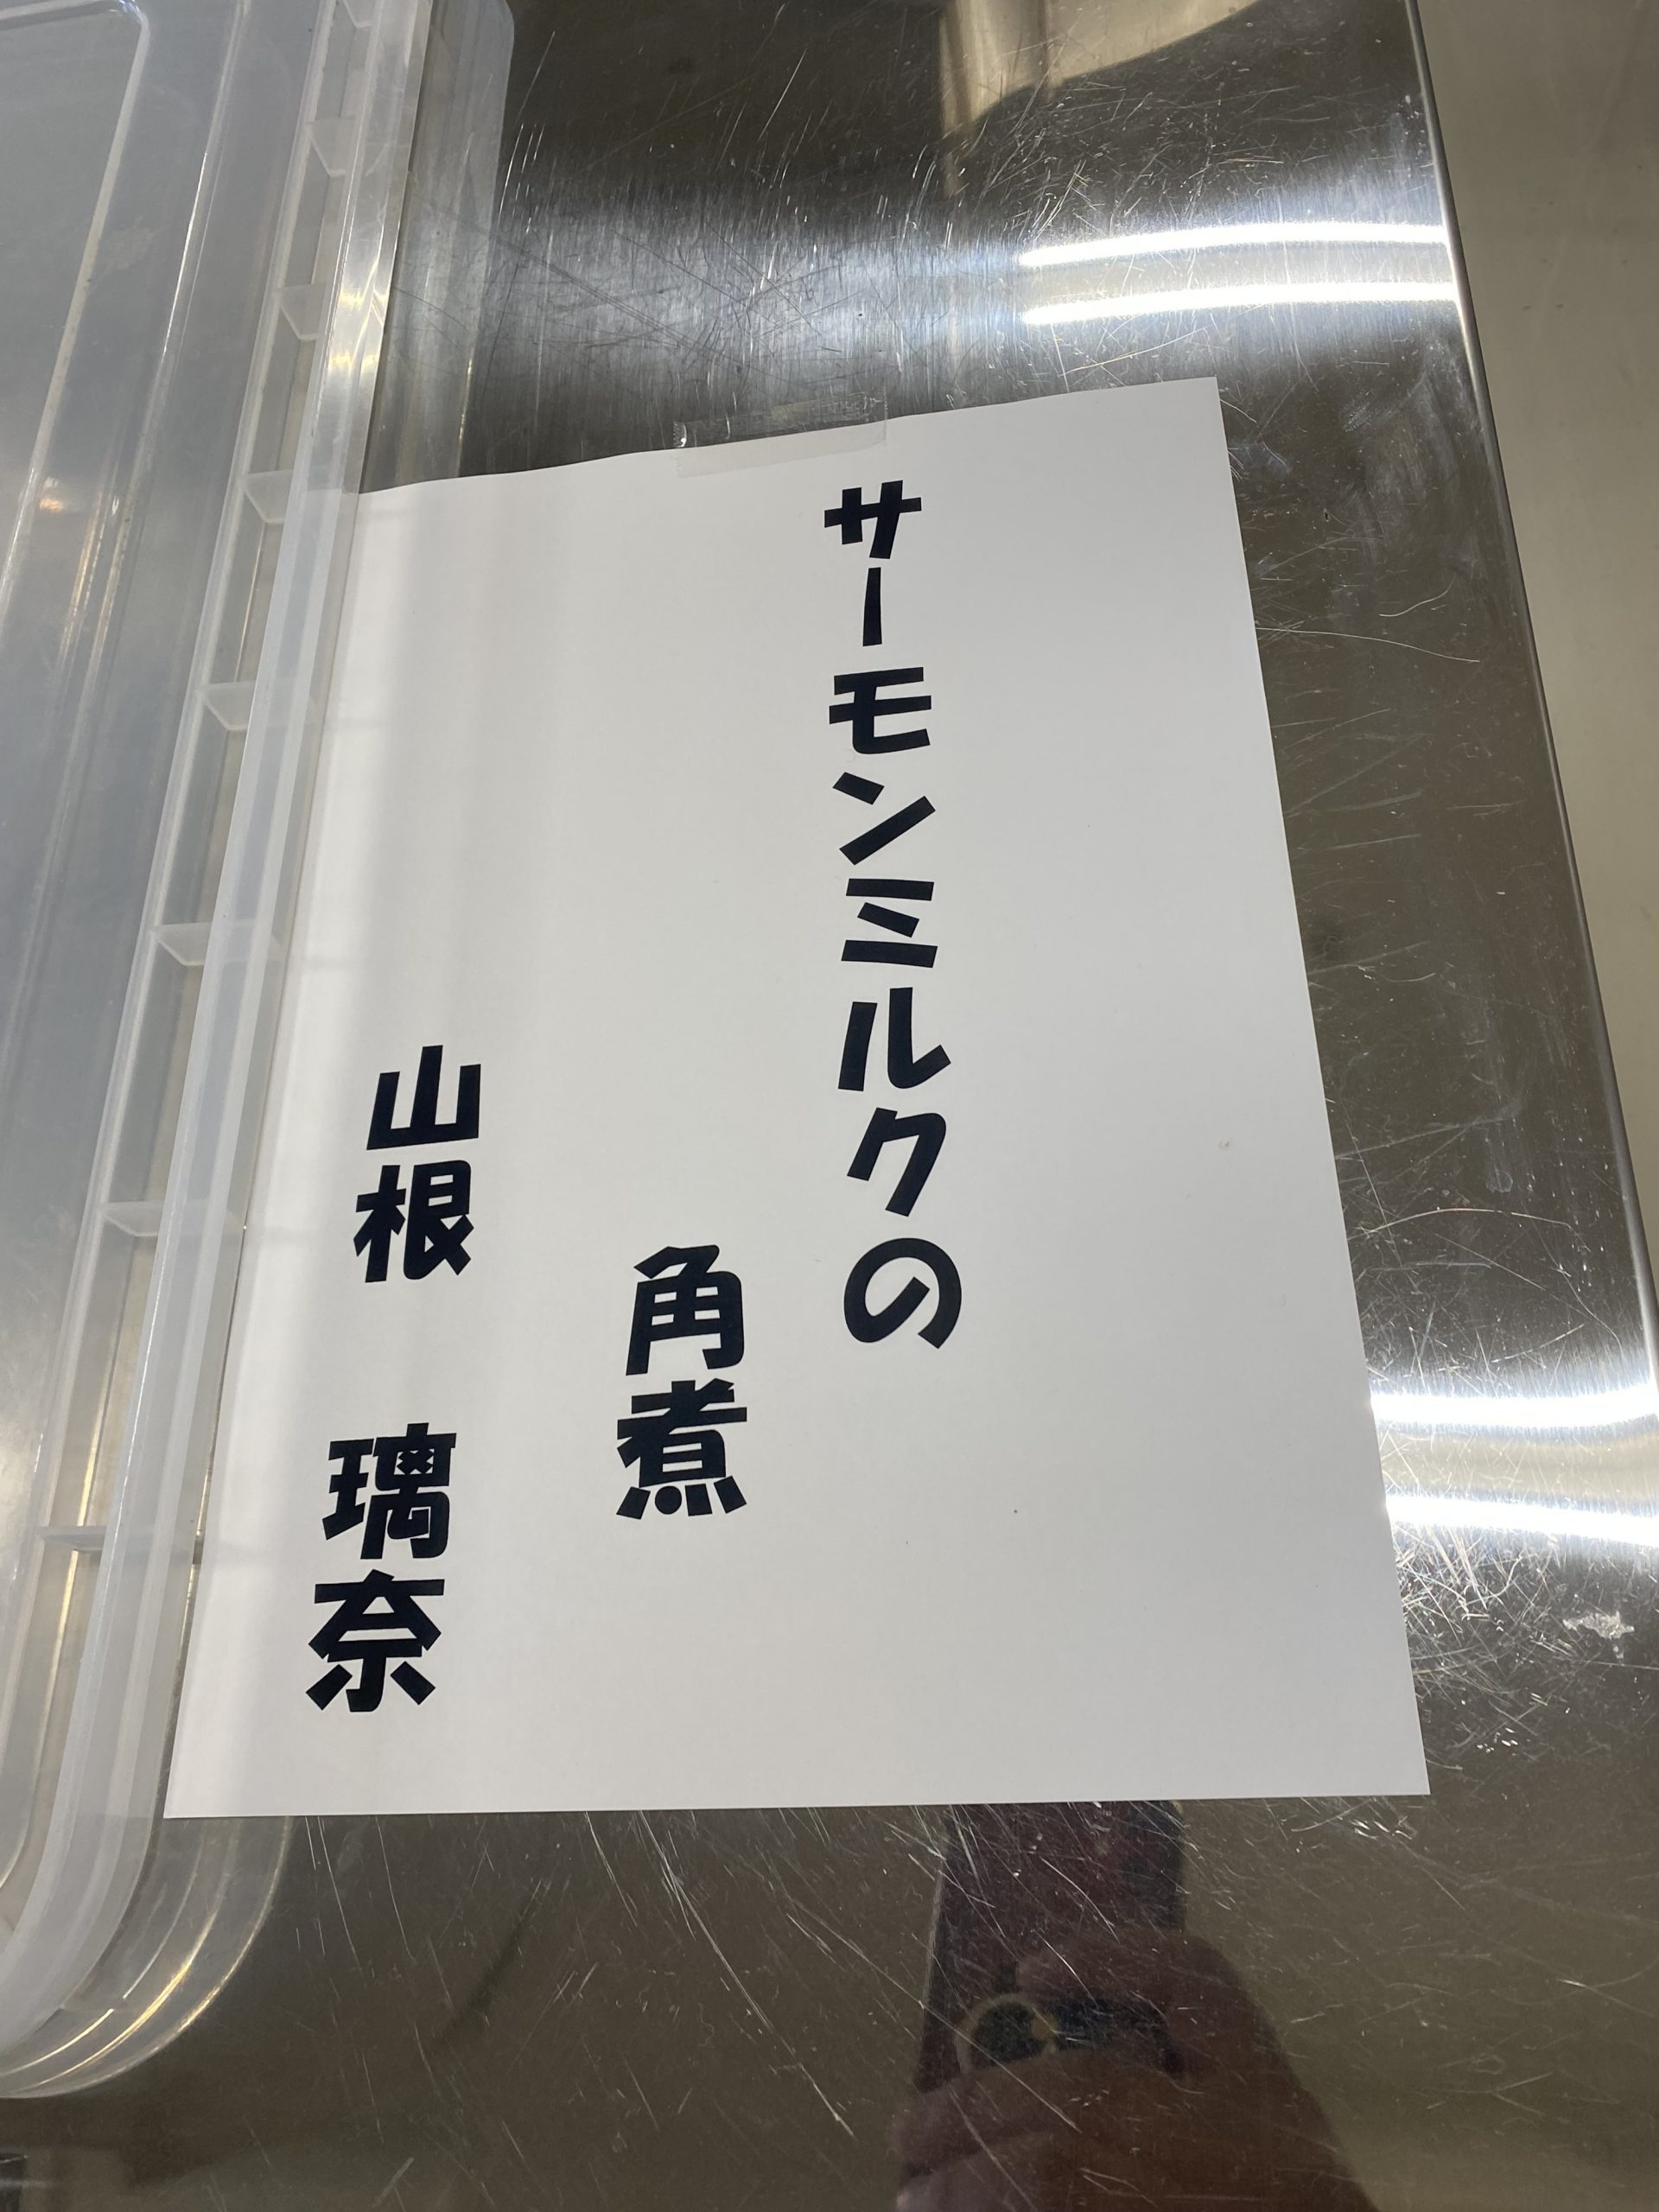 サーモンミルクの
角煮
山根 璃奈